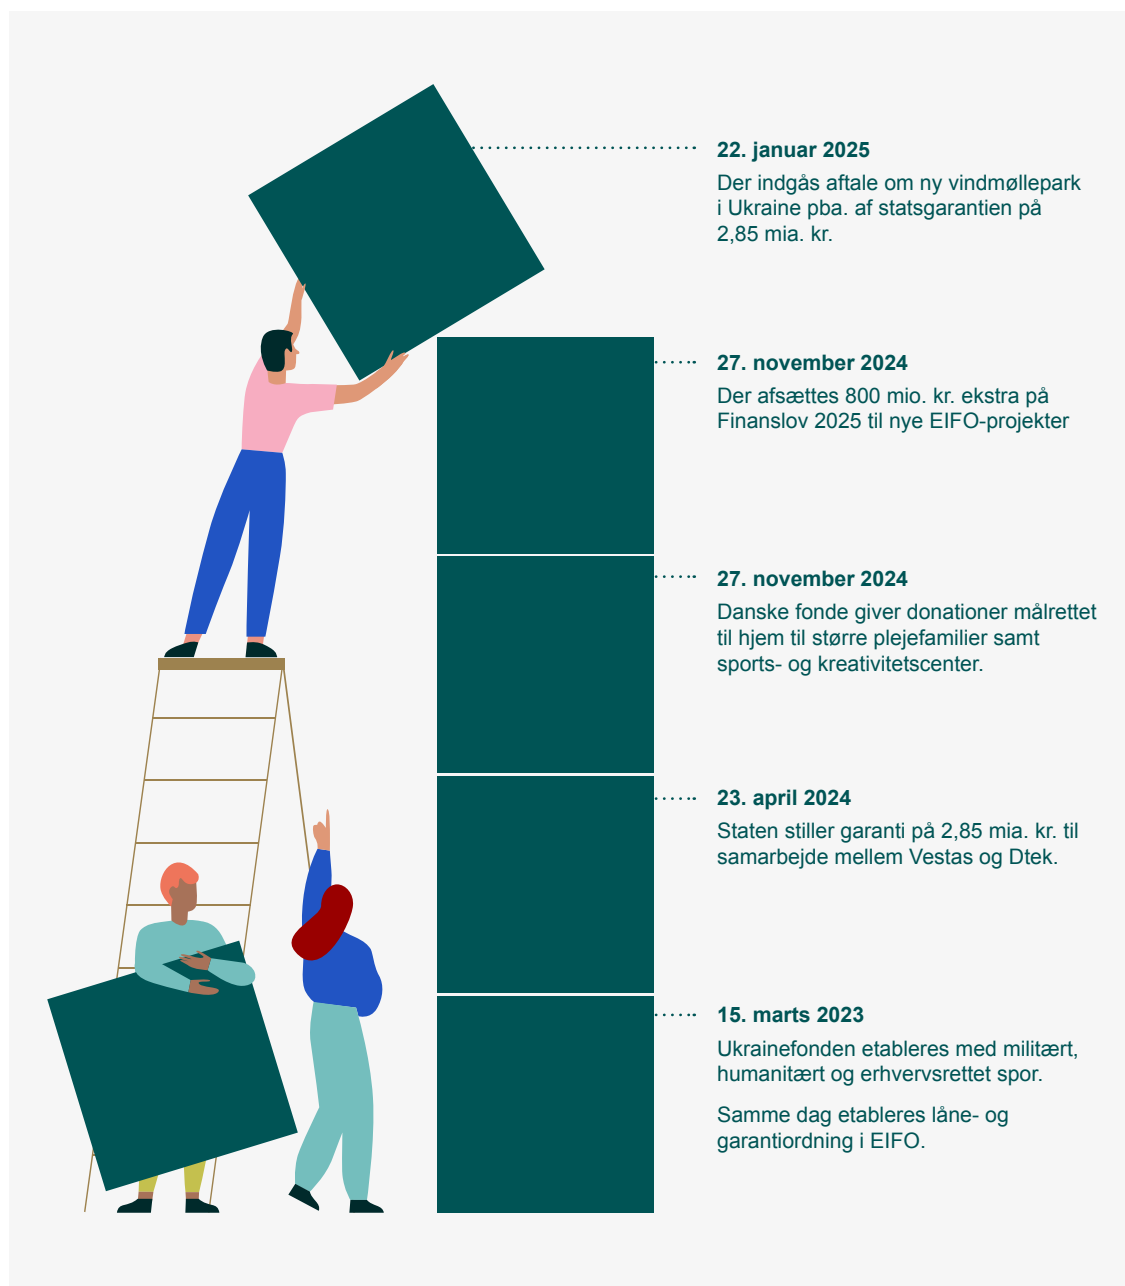 22. januar 2025
Der indgås aftale om ny vindmøllepark
i Ukraine pba. af statsgarantien på
2,85 mia. kr.
27. november 2024
Der afsættes 800 mio. kr. ekstra på
Finanslov 2025 til nye EIFO-projekter
27. november 2024
Danske fonde giver donationer målrettet
til hjem til større plejefamilier samt
sports- og kreativitetscenter.
23. april 2024
Staten stiller garanti på 2,85 mia. kr. til
samarbejde mellem Vestas og Dtek.
15. marts 2023
Ukrainefonden etableres med militært,
humanitært og erhvervsrettet spor.
Samme dag etableres låne- og
garantiordning i EIFO.